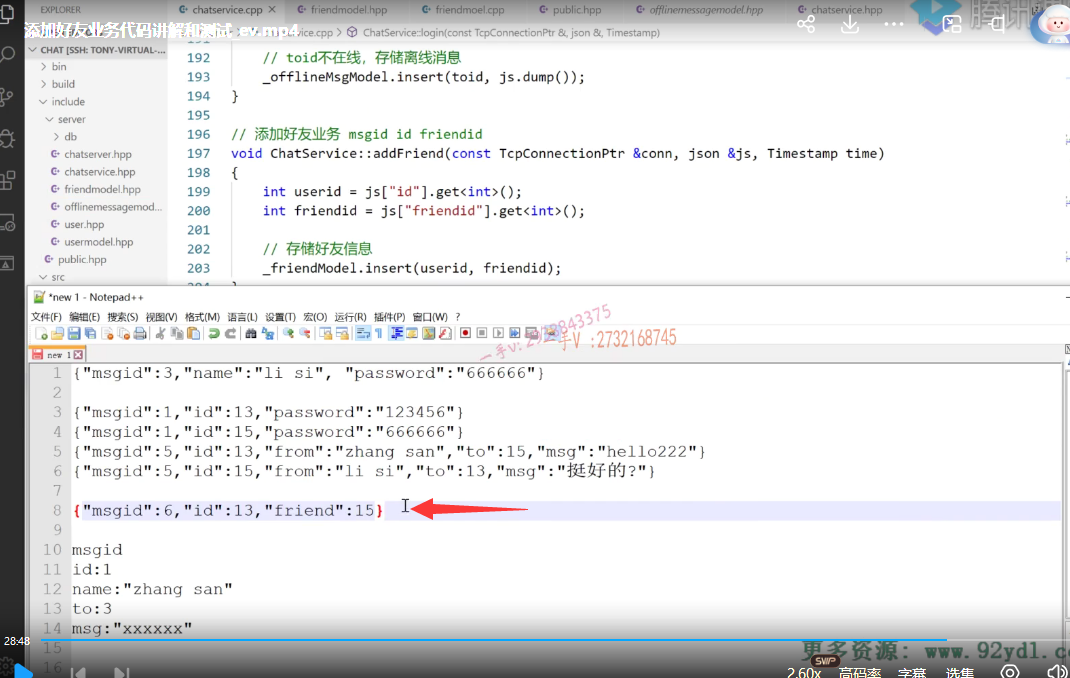 EXPLORER
chatservice.cpp
friendmodel.hpp
friendmoel.cpp
public.hpp
offlinemessagemodel.hpp
chatservice.hpp
添加好友业务代码讲解和测试_ev.mp4
ice.cpp > ChatService::login(const TcpConnectionPtr &, json &, Timestamp)
腾讯
CHAT [SSH: TONY-VIRTUAL-...
bin
build
include
server
db
chatserver.hpp
chatservice.hpp
friendmodel.hpp
offlinemessagemod...
user.hpp
usermodel.hpp
public.hpp
src
192 // toid不在线，存储离线消息
193 _offlineMsgModel.insert(toid, js.dump());
194 }
195
196 // 添加好友业务 msgid id friendid
197 void ChatService::addFriend(const TcpConnectionPtr &conn, json &js, Timestamp time)
198 {
199 int userid = js["id"].get<int>();
200 int friendid = js["friendid"].get<int>();
201
202 // 存储好友信息
203 _friendModel.insert(userid, friendid);
*new 1 - Notepad++
文件(F) 编辑(E) 搜索(S) 视图(V) 格式(M) 语言(L) 设置(T) 宏(O) 运行(R) 插件(P) 窗口(W) ?
一手V :2732168745
new 1
1 {"msgid":3,"name":"li si", "password":"666666"}
2
3 {"msgid":1,"id":13,"password":"123456"}
4 {"msgid":1,"id":15,"password":"666666"}
5 {"msgid":5,"id":13,"from":"zhang san","to":15,"msg":"hello222"}
6 {"msgid":5,"id":15,"from":"li si","to":13,"msg":"挺好的?"}
7
8 {"msgid":6,"id":13,"friend":15}
9
10 msgid
11 id:1
12 name:"zhang san"
13 to:3
14 msg:"xxxxxx"
15
16
28:48
更多资源: www.92ydl.c
SVIP
2.60x 高码率 字幕 选集